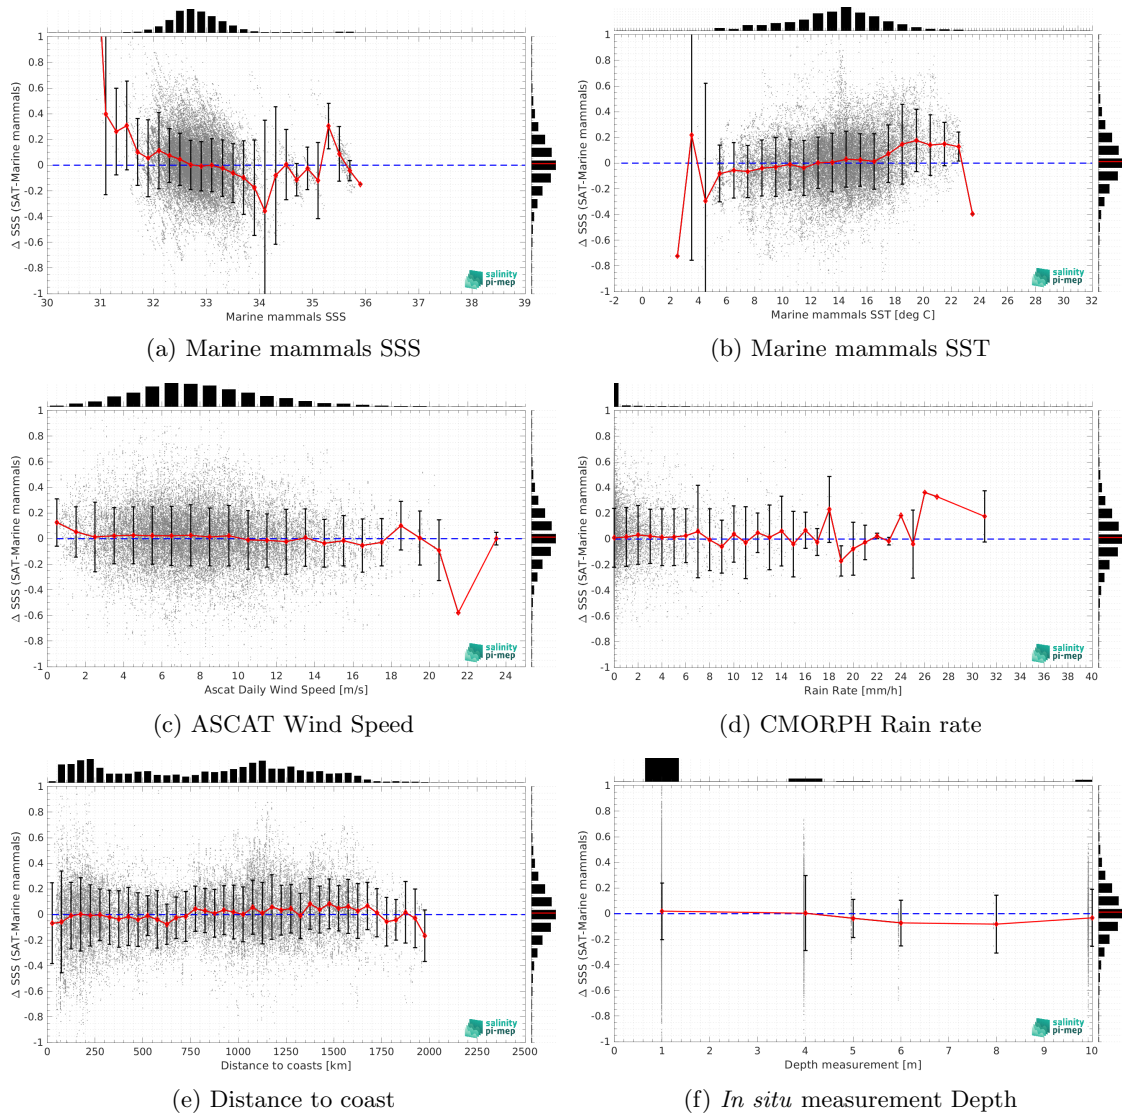 1
0.8
0.6
0.4
0.2
0
-0.2
-0.4
-0.6
-0.8
-1
Δ SSS (SAT-Marine mammals)
30 31 32 33 34 35 36 37 38 39
Marine mammals SSS
salinity
pi-mep
(a) Marine mammals SSS
1
0.8
0.6
0.4
0.2
0
-0.2
-0.4
-0.6
-0.8
-1
Δ SSS (SAT-Marine mammals)
-2 0 2 4 6 8 10 12 14 16 18 20 22 24 26 28 30 32
Marine mammals SST [deg C]
salinity
pi-mep
(b) Marine mammals SST
1
0.8
0.6
0.4
0.2
0
-0.2
-0.4
-0.6
-0.8
-1
Δ SSS (SAT-Marine mammals)
0 2 4 6 8 10 12 14 16 18 20 22 24
Ascat Daily Wind Speed [m/s]
salinity
pi-mep
(c) ASCAT Wind Speed
1
0.8
0.6
0.4
0.2
0
-0.2
-0.4
-0.6
-0.8
-1
Δ SSS (SAT-Marine mammals)
0 2 4 6 8 10 12 14 16 18 20 22 24 26 28 30 32 34 36 38 40
Rain Rate [mm/h]
salinity
pi-mep
(d) CMORPH Rain rate
1
0.8
0.6
0.4
0.2
0
-0.2
-0.4
-0.6
-0.8
-1
Δ SSS (SAT-Marine mammals)
0 250 500 750 1000 1250 1500 1750 2000 2250 2500
Distance to coasts [km]
salinity
pi-mep
(e) Distance to coast
1
0.8
0.6
0.4
0.2
0
-0.2
-0.4
-0.6
-0.8
-1
Δ SSS (SAT-Marine mammals)
0 1 2 3 4 5 6 7 8 9 10
Depth measurement [m]
salinity
pi-mep
(f) In situ measurement Depth